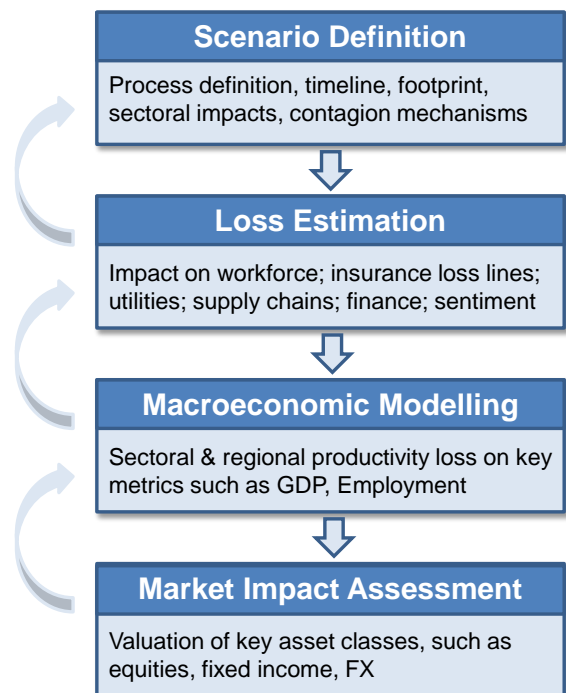 Scenario Definition
Process definition, timeline, footprint,
sectoral impacts, contagion mechanisms
Loss Estimation
Impact on workforce; insurance loss lines;
utilities; supply chains; finance; sentiment
Macroeconomic Modelling
Sectoral & regional productivity loss on key
metrics such as GDP, Employment
Market Impact Assessment
Valuation of key asset classes, such as
equities, fixed income, FX